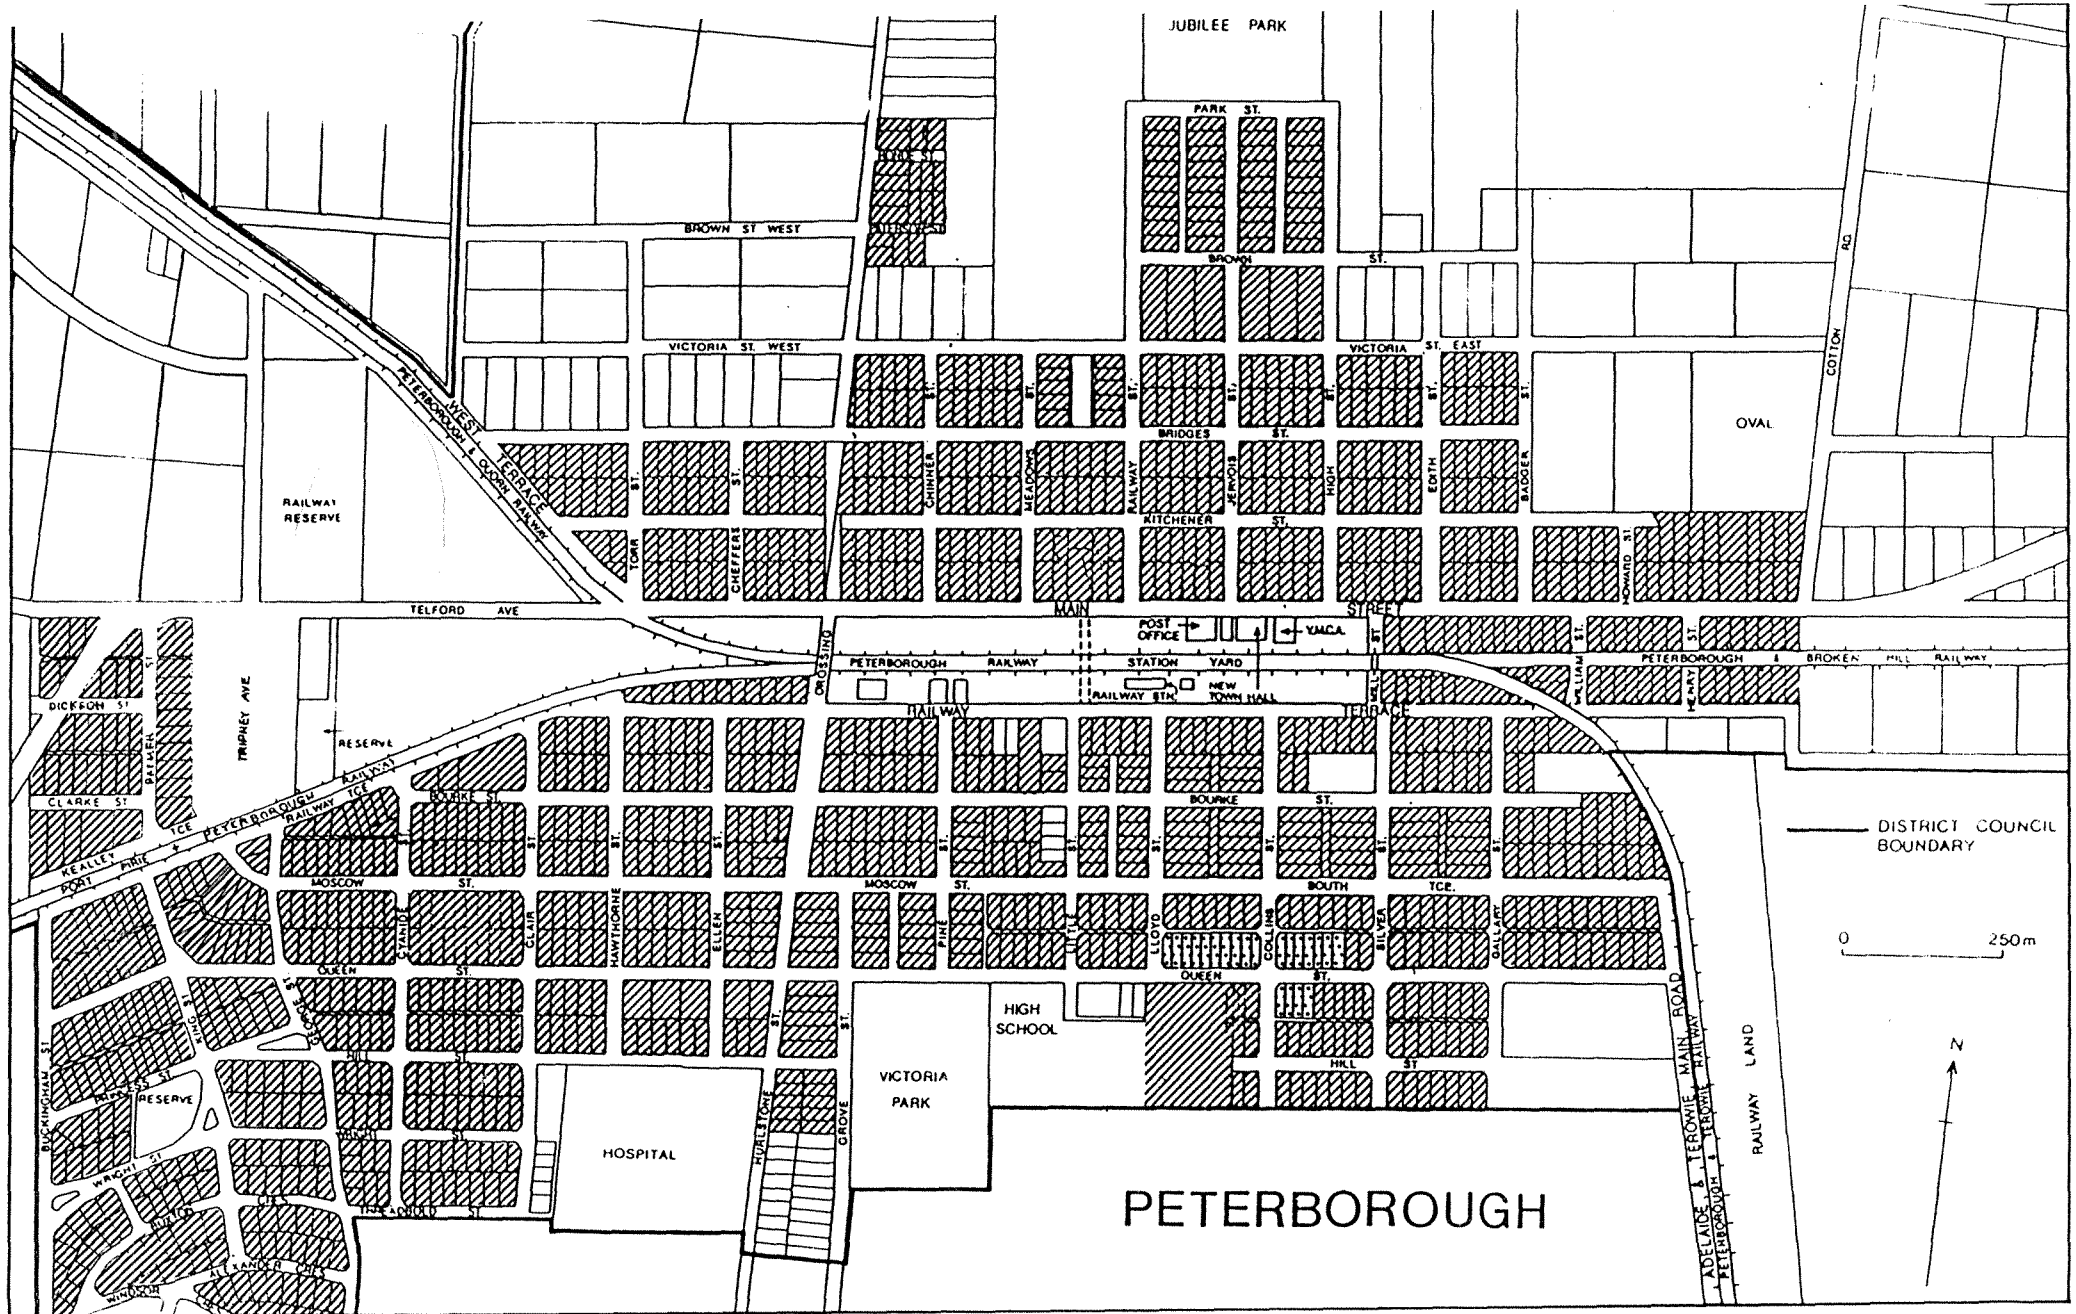 JUBILEE PARK
PARK ST.
BROWN ST WEST
BROWN ST.
COTTON RD
VICTORIA ST. WEST
VICTORIA ST. EAST
PETERBOROUGH & QUORN RAILWAY
WEST TERRACE
ST.
ST.
ST.
ST.
ST.
ST.
ST.
OVAL
BRIDGES ST.
RAILWAY
RESERVE
ST.
ST.
CHINNER
MEADOWS
RAILWAY
JERVOIS
HIGH
EDITH
BADGER
KITCHENER ST.
TORR
CHEFFERS
HOWARD ST.
TELFORD AVE
MAIN STREET
POST
OFFICE
Y.M.C.A.
CROSSING
ST
WILLIAM ST.
HENRY ST.
PETERBOROUGH RAILWAY STATION YARD
PETERBOROUGH & BROKEN HILL RAILWAY
RAILWAY STN.
NEW
TOWN HALL
RAILWAY TERRACE
DICKSON ST
PALMER ST
TRIPNEY AVE
RESERVE
CLARKE ST
BOURKE ST.
BOURKE ST.
KEALLEY TCE
PORT PIRIE & PETERBOROUGH RAILWAY
RAILWAY TCE
ST.
ST.
ST.
ST.
ST.
ST.
ST.
ST.
ST.
ST.
DISTRICT COUNCIL
BOUNDARY
MOSCOW ST.
MOSCOW ST.
SOUTH TCE.
CYANIDE
CLAIR
HAWTHORNE
ELLEN
PINE
LITTLE
LLOYD
COLLINS
SILVER
GALLARY
0 250m
QUEEN ST.
QUEEN ST.
KING ST
GEORGE ST.
HIGH
SCHOOL
HILL ST
HILL ST
BUCKINGHAM ST
PRINCESS ST
RESERVE
VICTORIA
PARK
HURLSTONE ST.
GROVE ST.
N
WRIGHT ST.
WRIGHT ST
HOSPITAL
THREADGOLD ST.
CRES
ALEXANDER CRES
WINDSOR
PETERBOROUGH
ADELAIDE & TEROWIE MAIN ROAD
PETERBOROUGH & TEROWIE RAILWAY
RAILWAY LAND